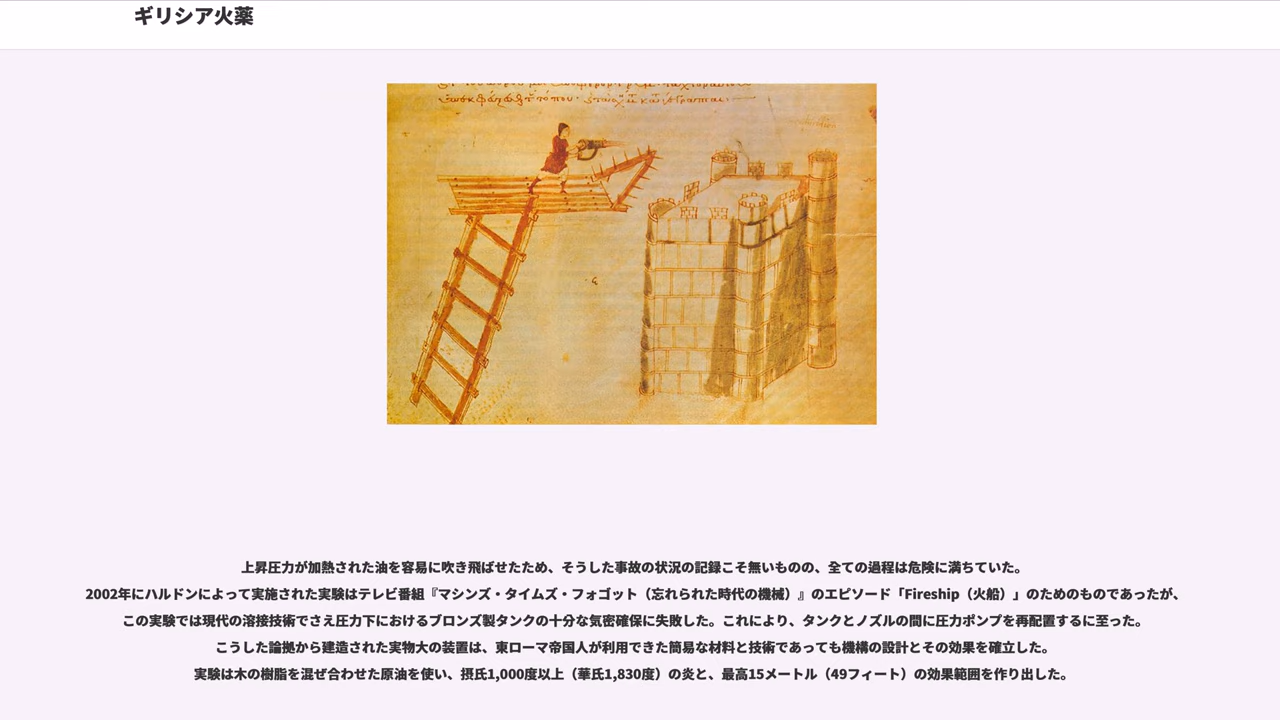 ギリシア火薬
上昇圧力が加熱された油を容易に吹き飛ばせたため、そうした事故の状況の記録こそ無いものの、全ての過程は危険に満ちていた。
2002年にハルドンによって実施された実験はテレビ番組『マシンズ・タイムズ・フォゴット（忘れられた時代の機械）』のエピソード「Fireship（火船）」のためのものであったが、
この実験では現代の溶接技術でさえ圧力下におけるブロンズ製タンクの十分な気密確保に失敗した。これにより、タンクとノズルの間に圧力ポンプを再配置するに至った。
こうした論拠から建造された実物大の装置は、東ローマ帝国人が利用できた簡易な材料と技術であっても機構の設計とその効果を確立した。
実験は木の樹脂を混ぜ合わせた原油を使い、摂氏1,000度以上（華氏1,830度）の炎と、最高15メートル（49フィート）の効果範囲を作り出した。